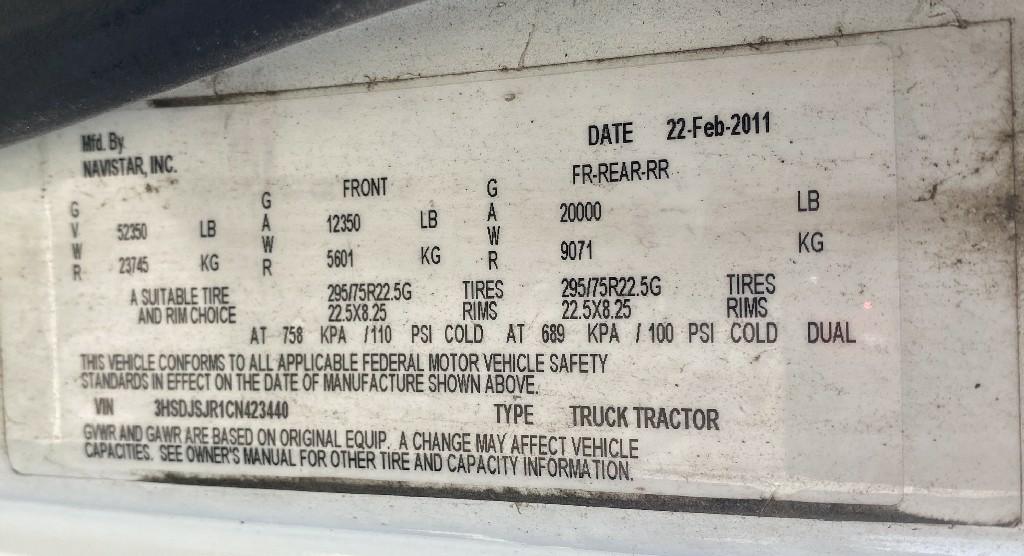 Mfd. By DATE 22-Feb-2011
NAVISTAR, INC. FR-REAR-RR
FRONT
GVWR 52350 LB GAWR 12350 LB GAWR 20000 LB
23745 KG 5601 KG 9071 KG
A SUITABLE TIRE 295/75R22.5G TIRES 295/75R22.5G TIRES
AND RIM CHOICE 22.5X8.25 RIMS 22.5X8.25 RIMS
AT 758 KPA /110 PSI COLD AT 689 KPA / 100 PSI COLD DUAL
THIS VEHICLE CONFORMS TO ALL APPLICABLE FEDERAL MOTOR VEHICLE SAFETY
STANDARDS IN EFFECT ON THE DATE OF MANUFACTURE SHOWN ABOVE.
VIN 3HSDJSJR1CN423440 TYPE TRUCK TRACTOR
GVWR AND GAWR ARE BASED ON ORIGINAL EQUIP. A CHANGE MAY AFFECT VEHICLE
CAPACITIES. SEE OWNER'S MANUAL FOR OTHER TIRE AND CAPACITY INFORMATION.